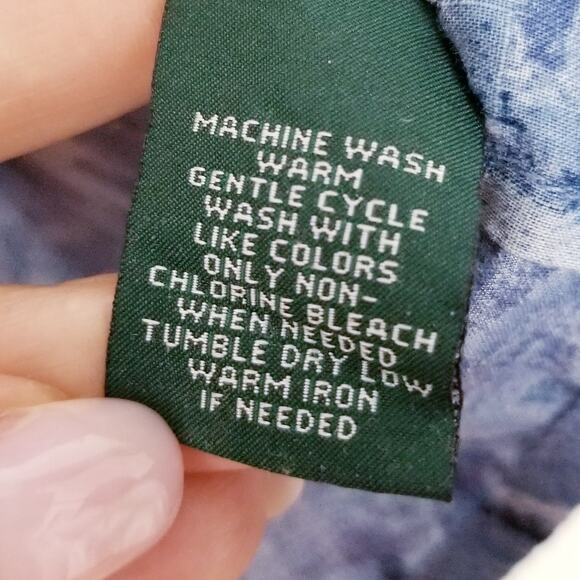 MACHINE WASH
WARM
GENTLE CYCLE
WASH WITH
LIKE COLORS
ONLY NON-
CHLORINE BLEACH
WHEN NEEDED
TUMBLE DRY LOW
WARM IRON
IF NEEDED